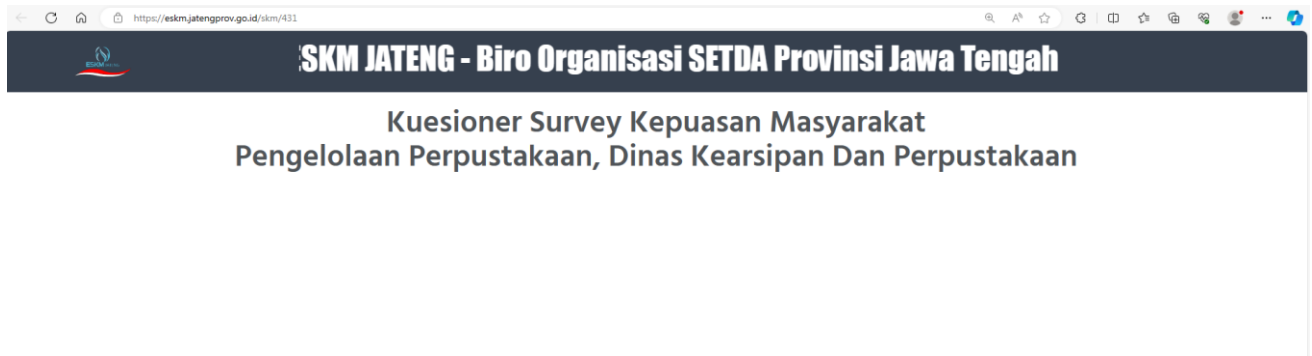 https://eskm.jatengprov.go.id/skm/431
ESKM
SKM JATENG - Biro Organisasi SETDA Provinsi Jawa Tengah
Kuesioner Survey Kepuasan Masyarakat
Pengelolaan Perpustakaan, Dinas Kearsipan Dan Perpustakaan